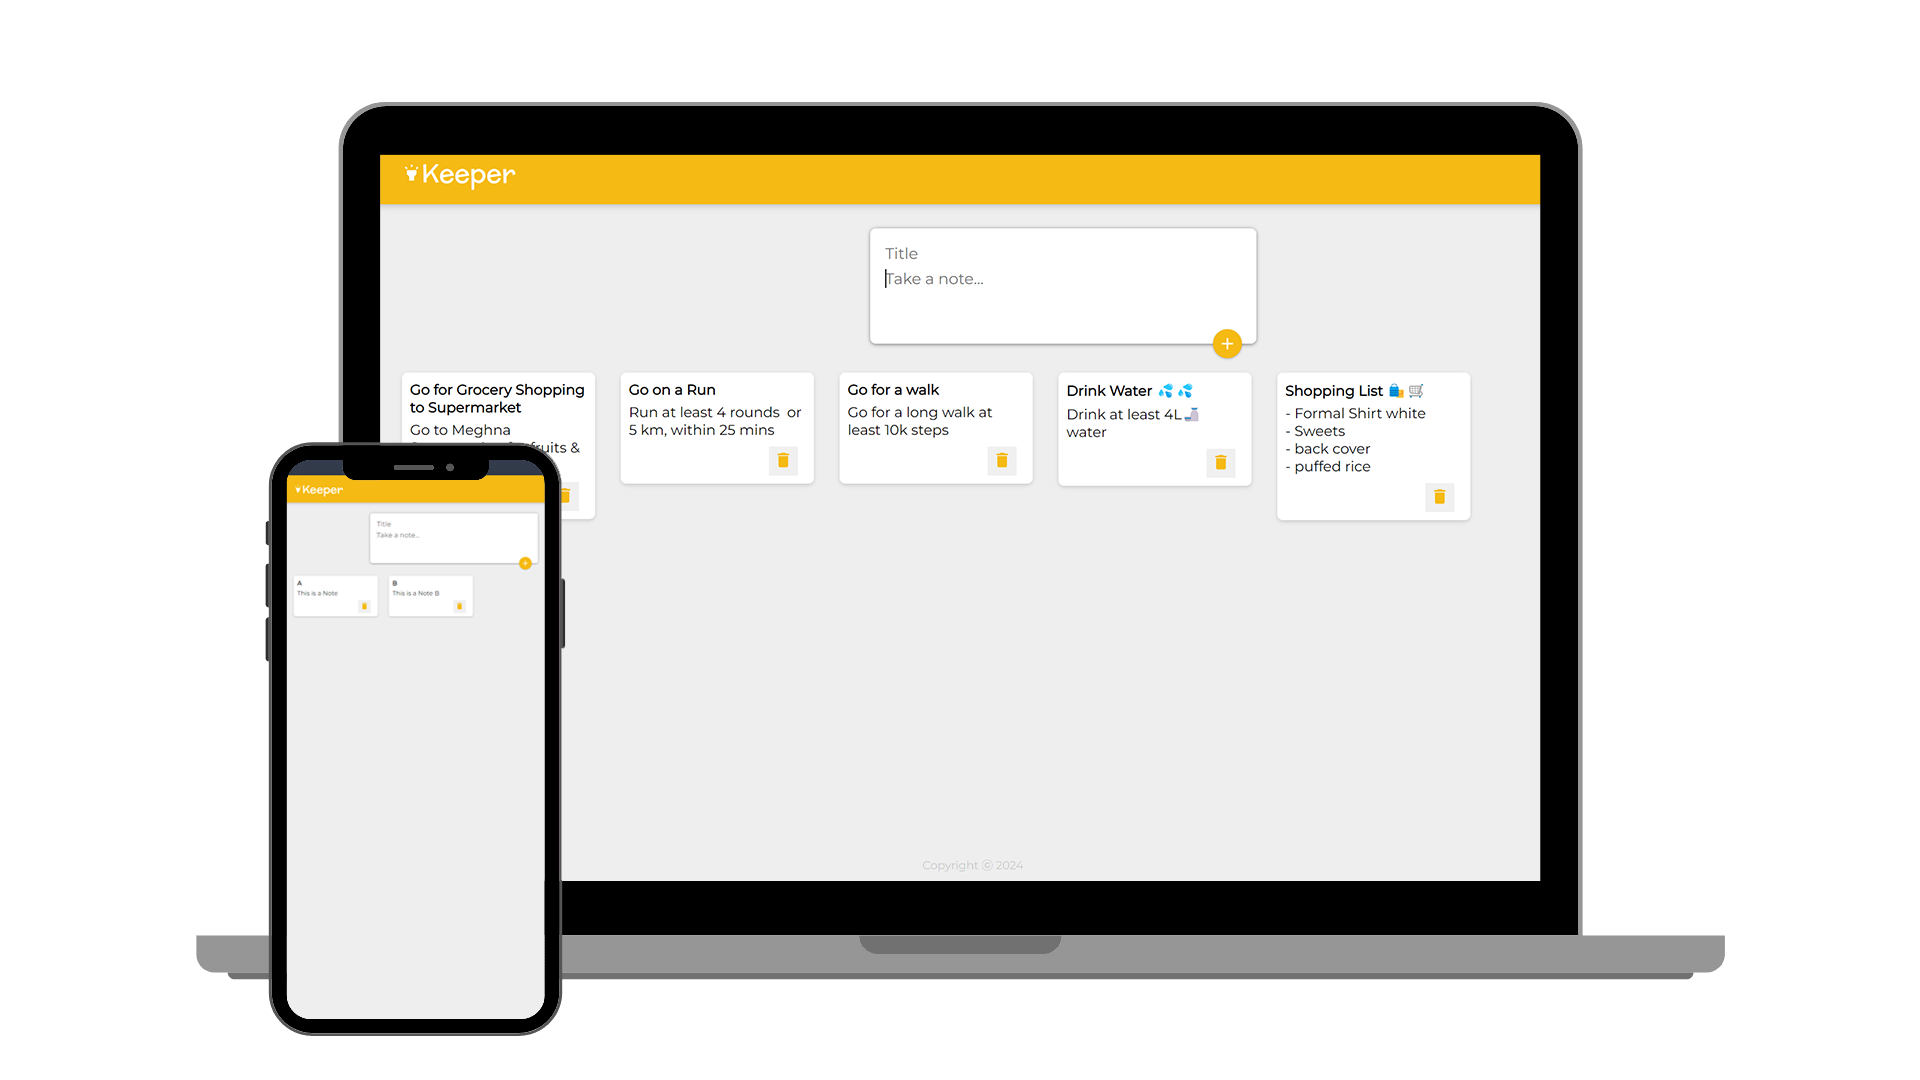 Keeper
Title
Take a note...
Go for Grocery Shopping
to Supermarket
Go to Meghna
fruits &
Go on a Run
Run at least 4 rounds or
5 km, within 25 mins
Go for a walk
Go for a long walk at
least 10k steps
Drink Water 💦 💦
Drink at least 4L
water
Shopping List 🛍️ 🛒
- Formal Shirt white
- Sweets
- back cover
- puffed rice
Copyright ⓒ 2024
Keeper
Title
Take a note...
A
This is a Note
B
This is a Note B